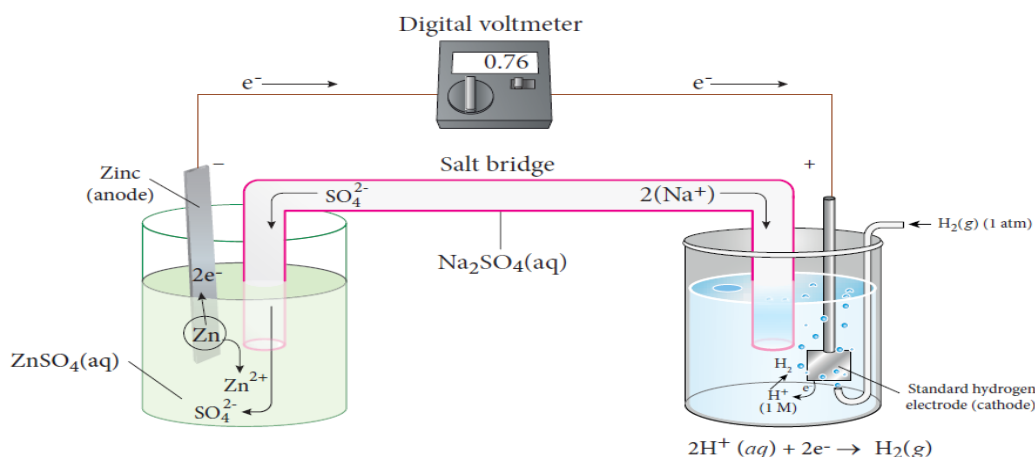 Digital voltmeter
0.76
e⁻
e⁻
−
+
Zinc
(anode)
Salt bridge
SO₄²⁻
2(Na⁺)
H₂(g) (1 atm)
Na₂SO₄(aq)
2e⁻
Zn
ZnSO₄(aq)
Zn²⁺
SO₄²⁻
H₂
e⁻
H⁺
(1 M)
Standard hydrogen
electrode (cathode)
2H⁺ (aq) + 2e⁻ → H₂(g)